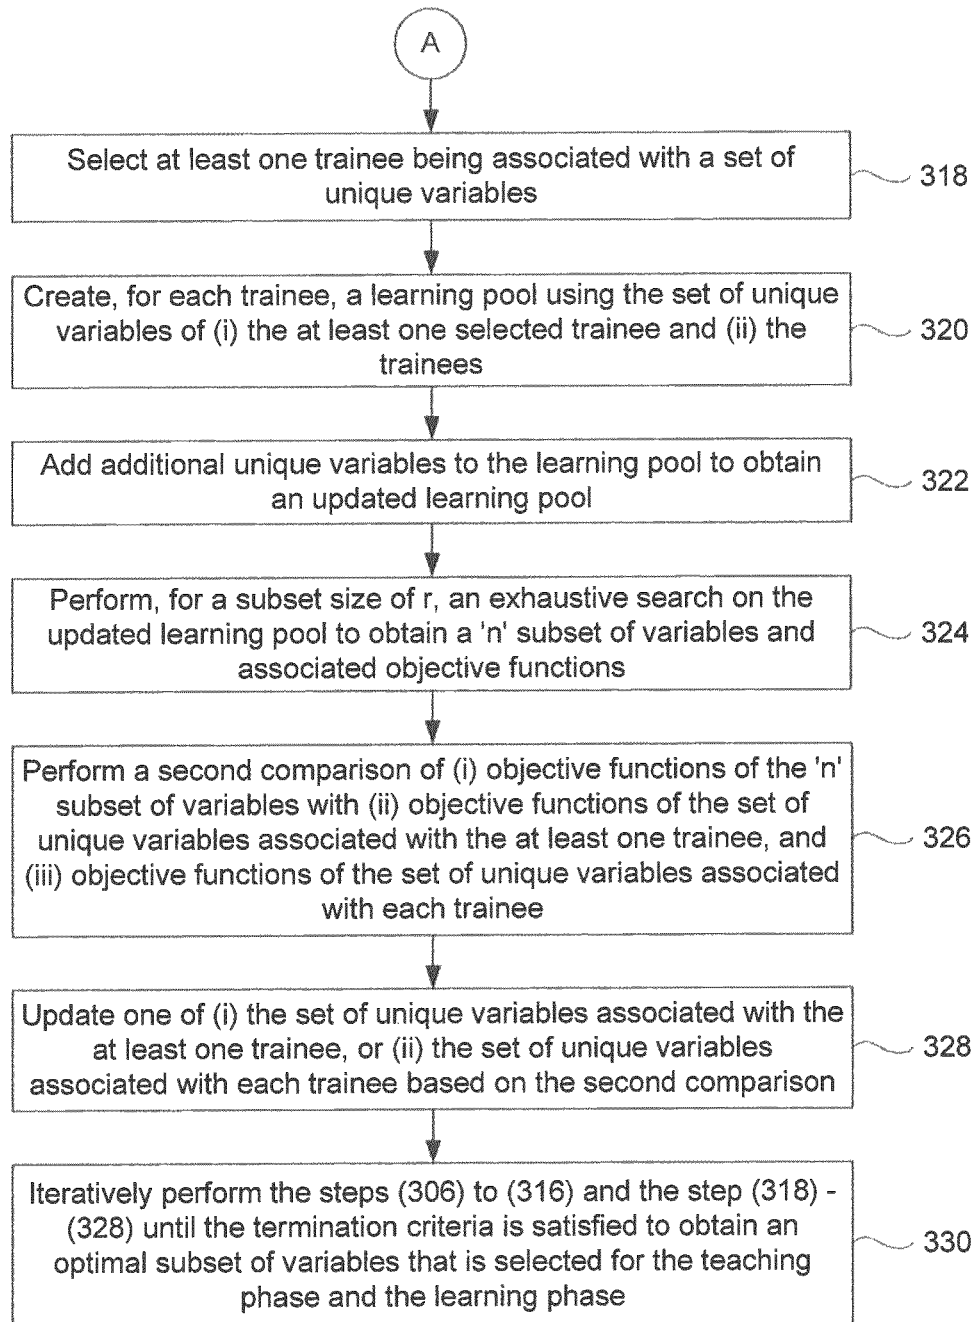 A
Select at least one trainee being associated with a set of
unique variables
318
Create, for each trainee, a learning pool using the set of unique
variables of (i) the at least one selected trainee and (ii) the
trainees
320
Add additional unique variables to the learning pool to obtain
an updated learning pool
322
Perform, for a subset size of r, an exhaustive search on the
updated learning pool to obtain a 'n' subset of variables and
associated objective functions
324
Perform a second comparison of (i) objective functions of the 'n'
subset of variables with (ii) objective functions of the set of
unique variables associated with the at least one trainee, and
(iii) objective functions of the set of unique variables associated
with each trainee
326
Update one of (i) the set of unique variables associated with the
at least one trainee, or (ii) the set of unique variables
associated with each trainee based on the second comparison
328
Iteratively perform the steps (306) to (316) and the step (318) -
(328) until the termination criteria is satisfied to obtain an
optimal subset of variables that is selected for the teaching
phase and the learning phase
330